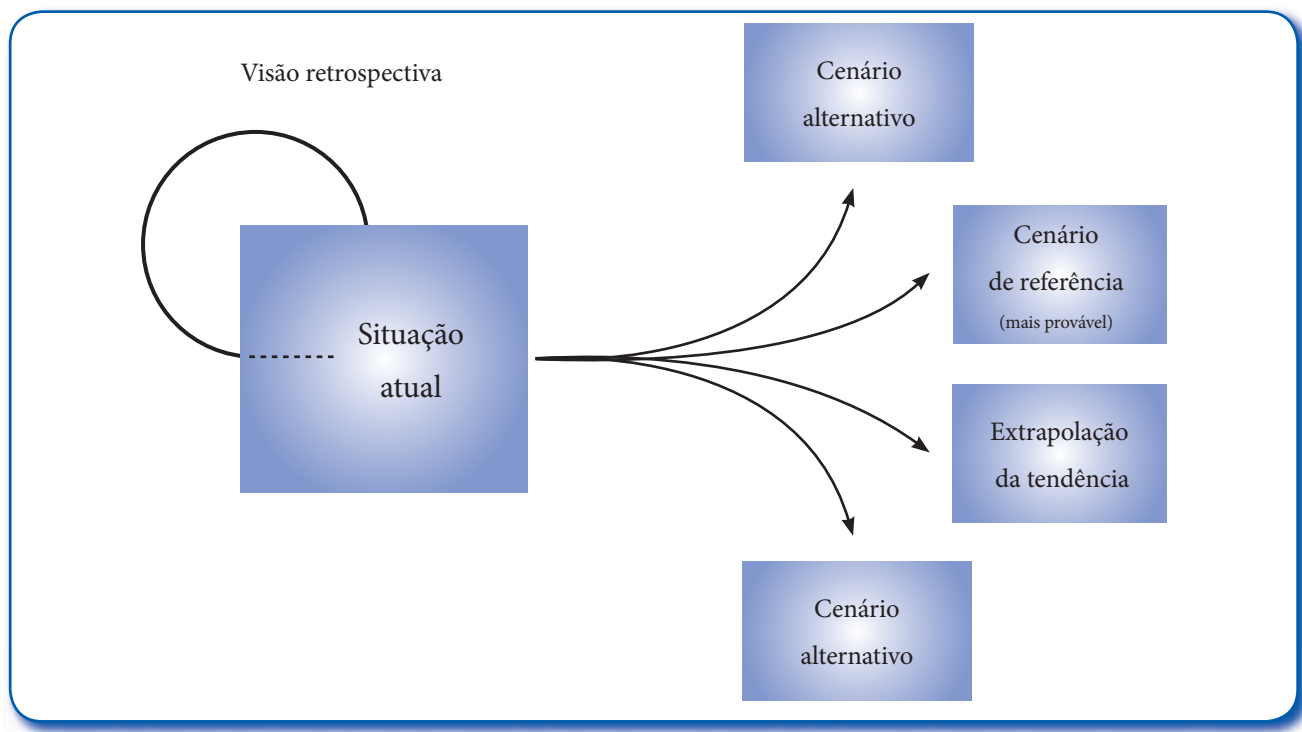 Visão retrospectiva
Situação
atual
Cenário
alternativo
Cenário
de referência
(mais provável)
Extrapolação
da tendência
Cenário
alternativo